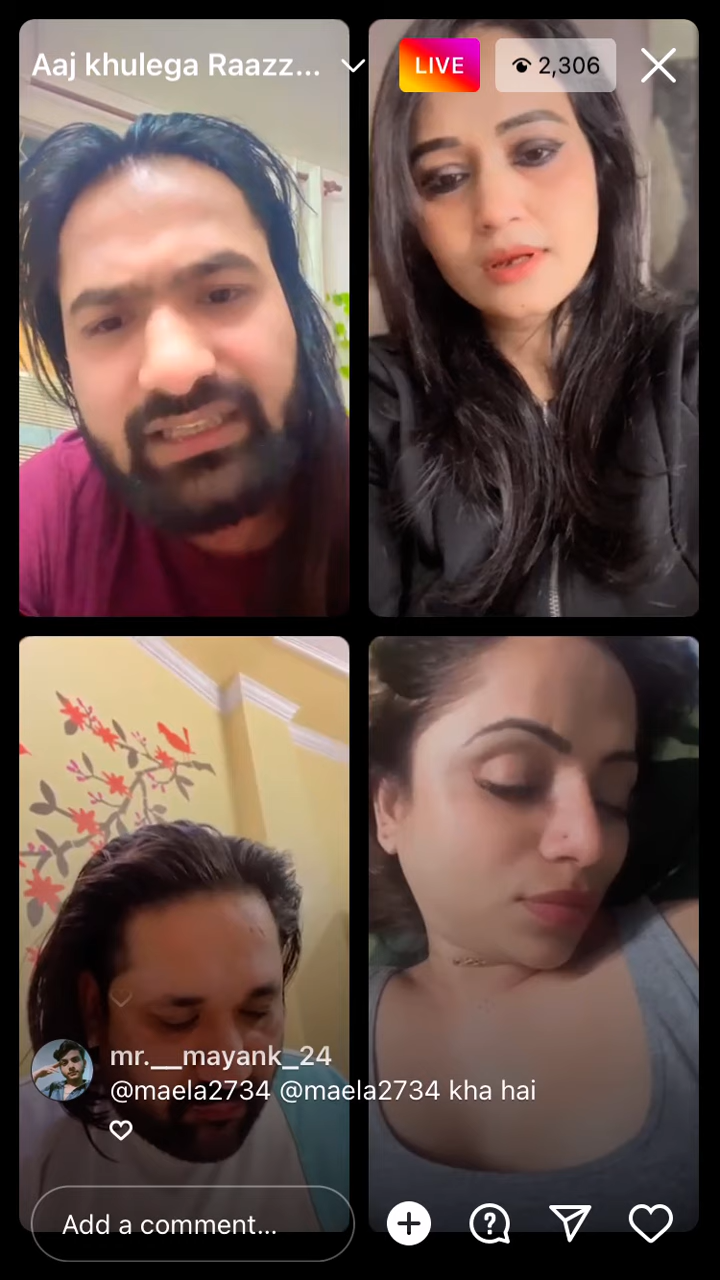 Aaj khulega Raazz...
LIVE
2,306
mr.__mayank_24
@maela2734 @maela2734 kha hai
Add a comment...